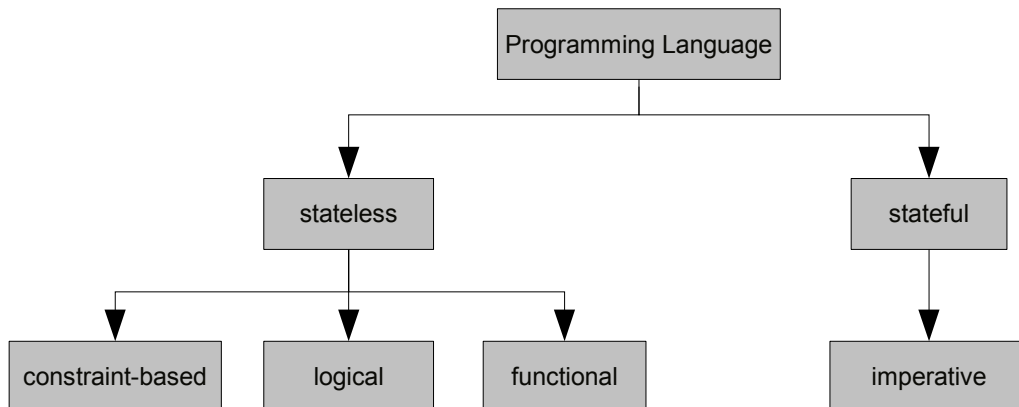 Programming Language
stateless
stateful
constraint-based
logical
functional
imperative